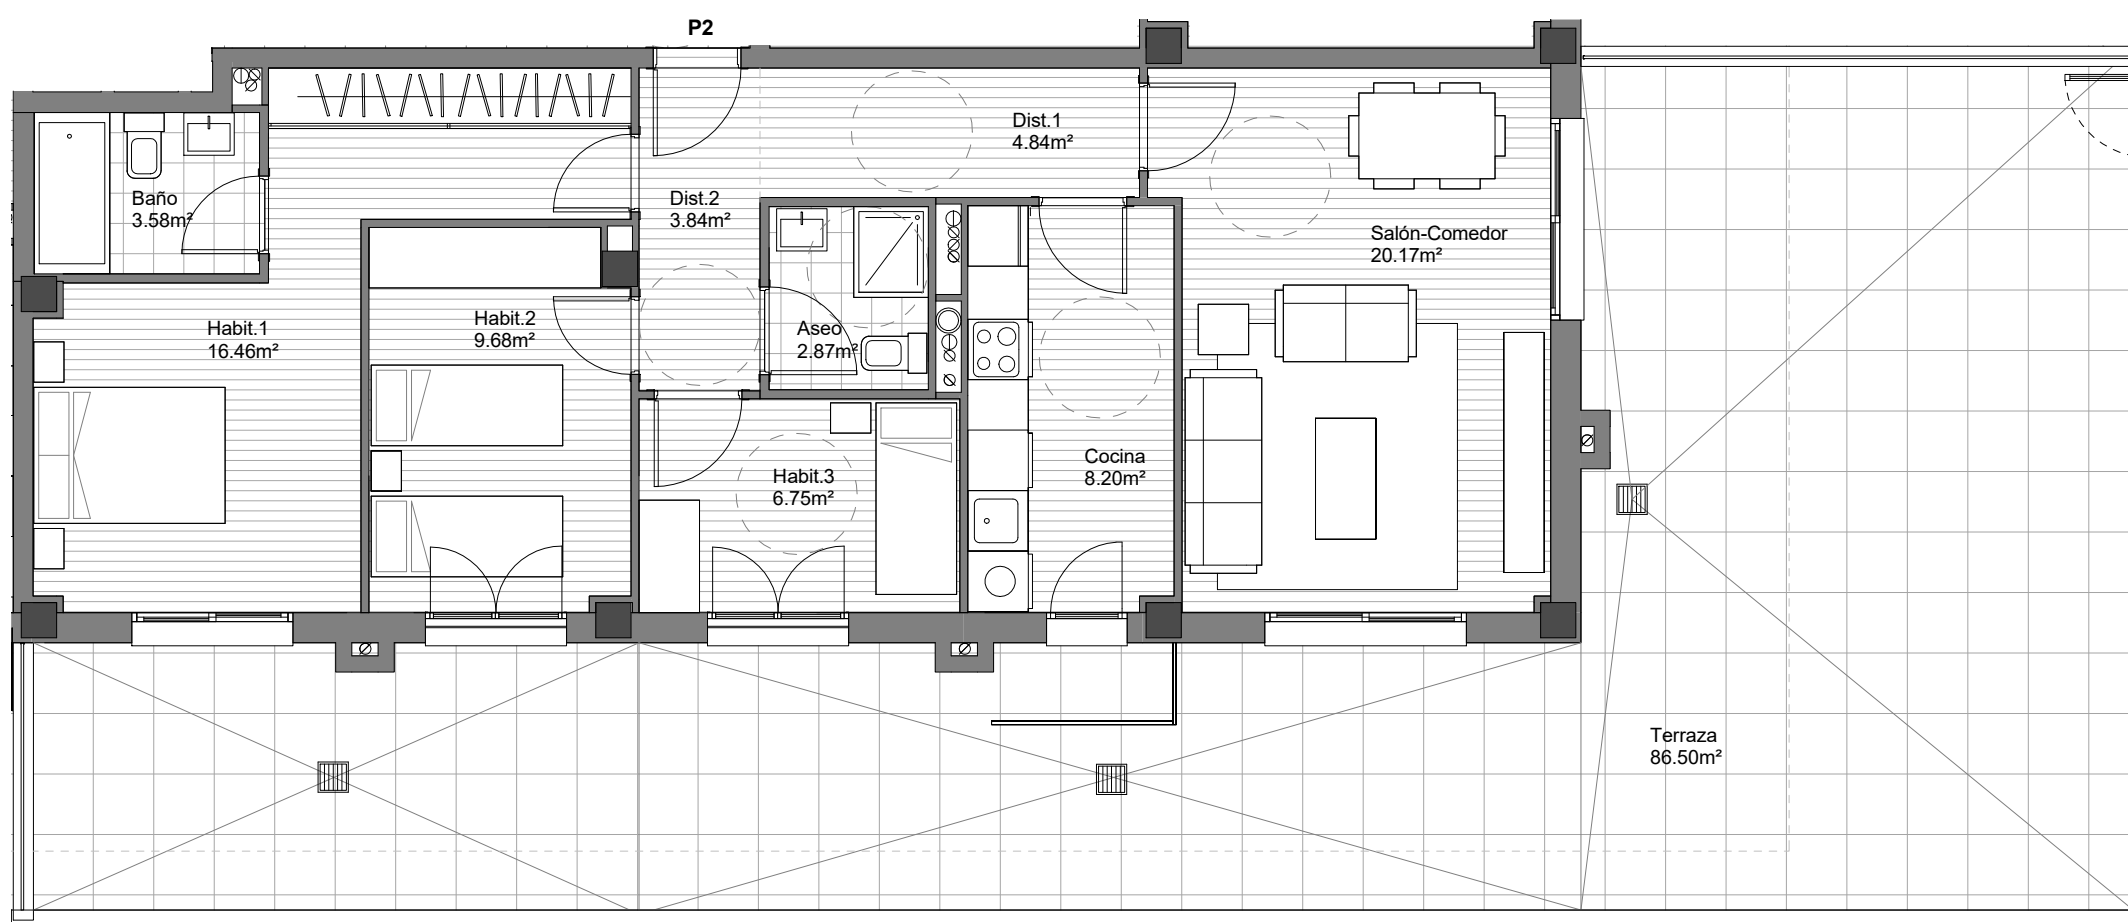 P2
Dist.1
4.84m²
Baño
3.58m²
Dist.2
3.84m²
Salón-Comedor
20.17m²
Habit.1
16.46m²
Habit.2
9.68m²
Aseo
2.87m²
Cocina
8.20m²
Habit.3
6.75m²
Terraza
86.50m²